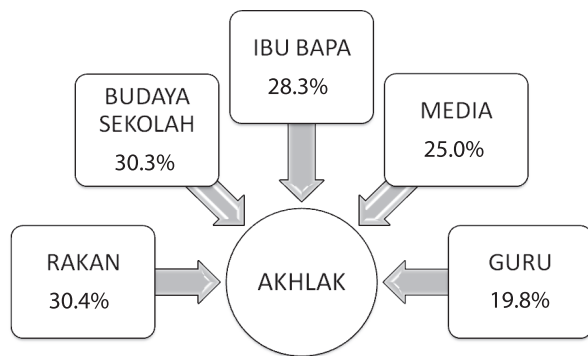 IBU BAPA
28.3%
BUDAYA
SEKOLAH
30.3%
MEDIA
25.0%
RAKAN
30.4%
AKHLAK
GURU
19.8%